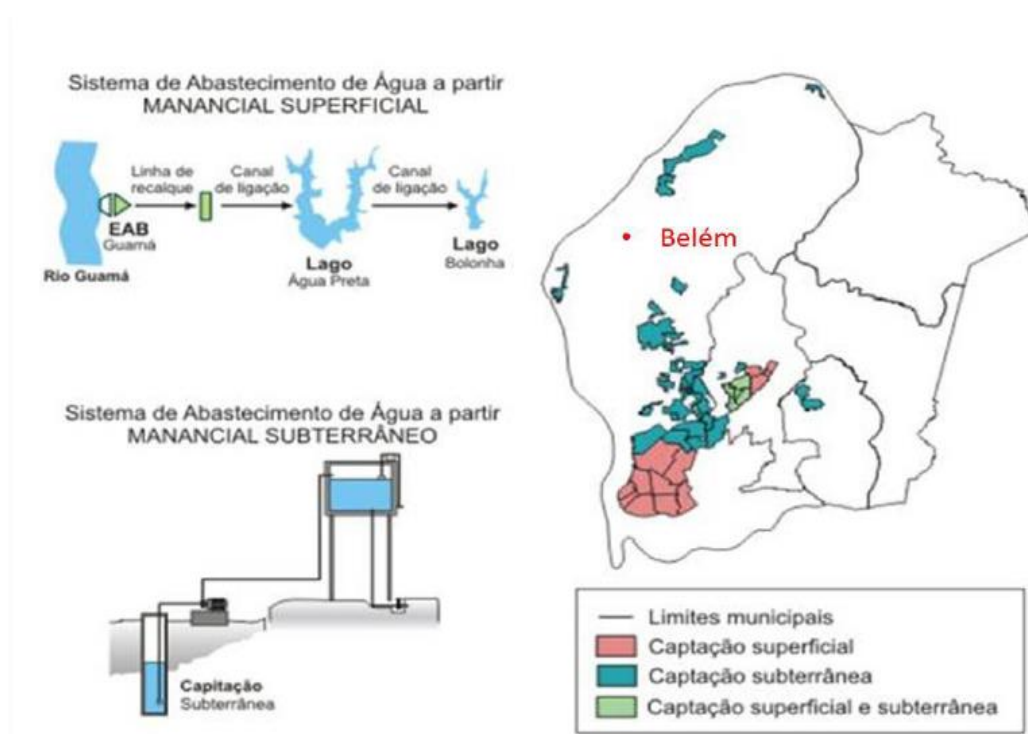 Sistema de Abastecimento de Água a partir
MANANCIAL SUPERFICIAL
Linha de
recalque
Canal
de ligação
Canal
de ligação
EAB
Guamá
Rio Guamá
Lago
Água Preta
Lago
Bolonha
Sistema de Abastecimento de Água a partir
MANANCIAL SUBTERRÂNEO
Capitação
Subterrânea
Belém
Limites municipais
Captação superficial
Captação subterrânea
Captação superficial e subterrânea